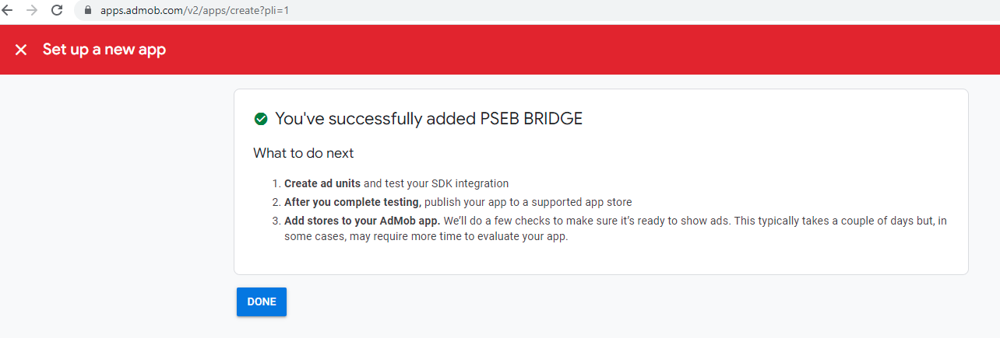 apps.admob.com/v2/apps/create?pli=1
Set up a new app
You've successfully added PSEB BRIDGE
What to do next
1. Create ad units and test your SDK integration
2. After you complete testing, publish your app to a supported app store
3. Add stores to your AdMob app. We'll do a few checks to make sure it's ready to show ads. This typically takes a couple of days but, in
some cases, may require more time to evaluate your app.
DONE